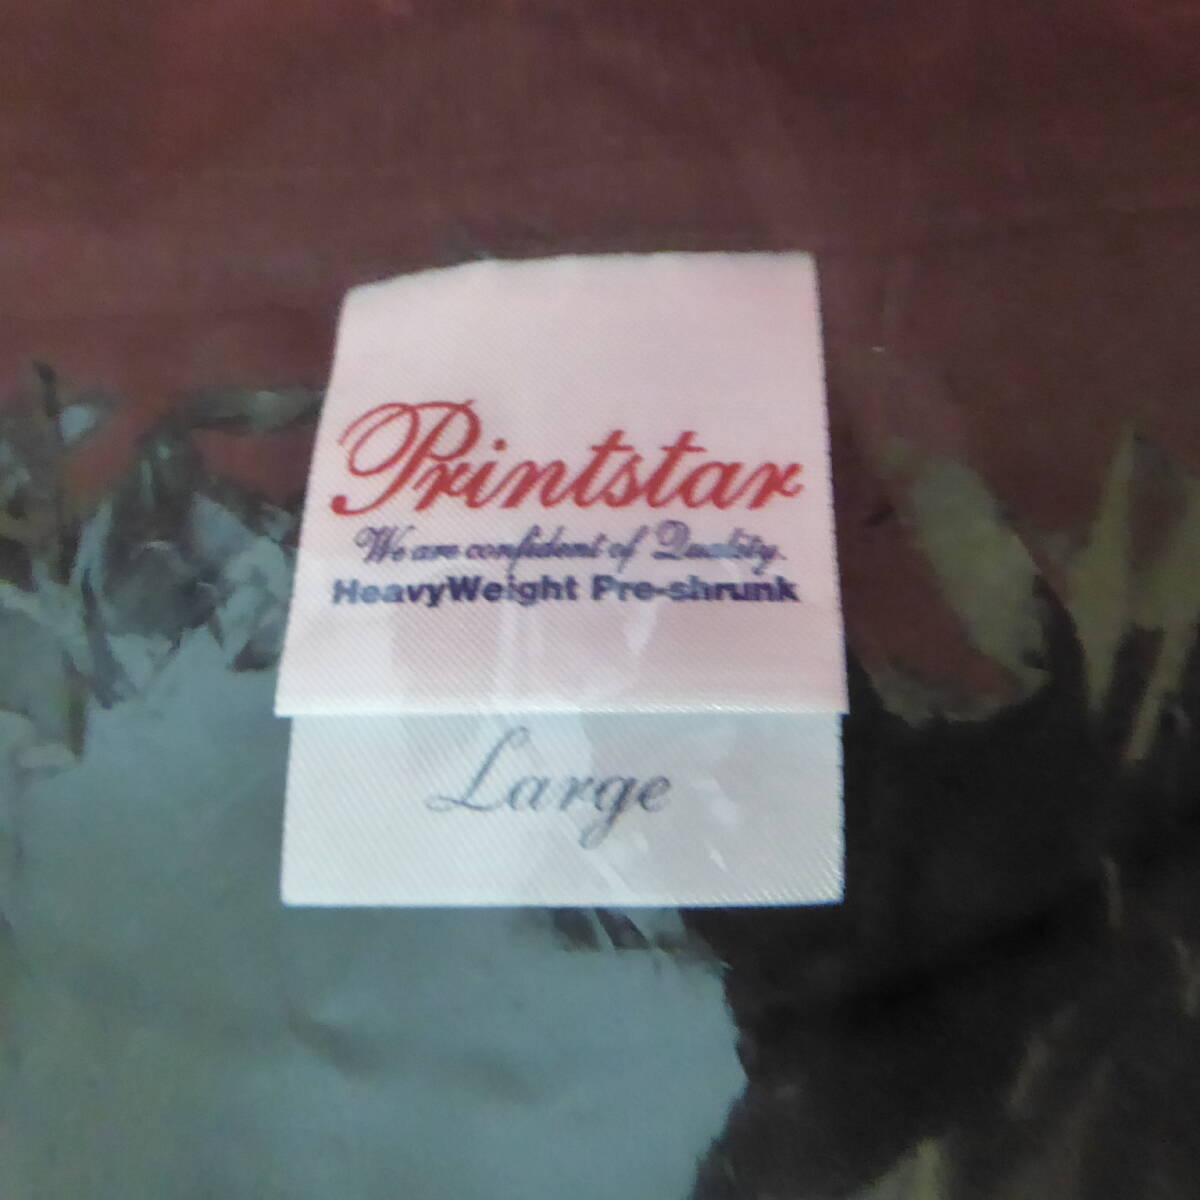 Printstar
We are confident of Quality.
HeavyWeight Pre-shrunk
Large